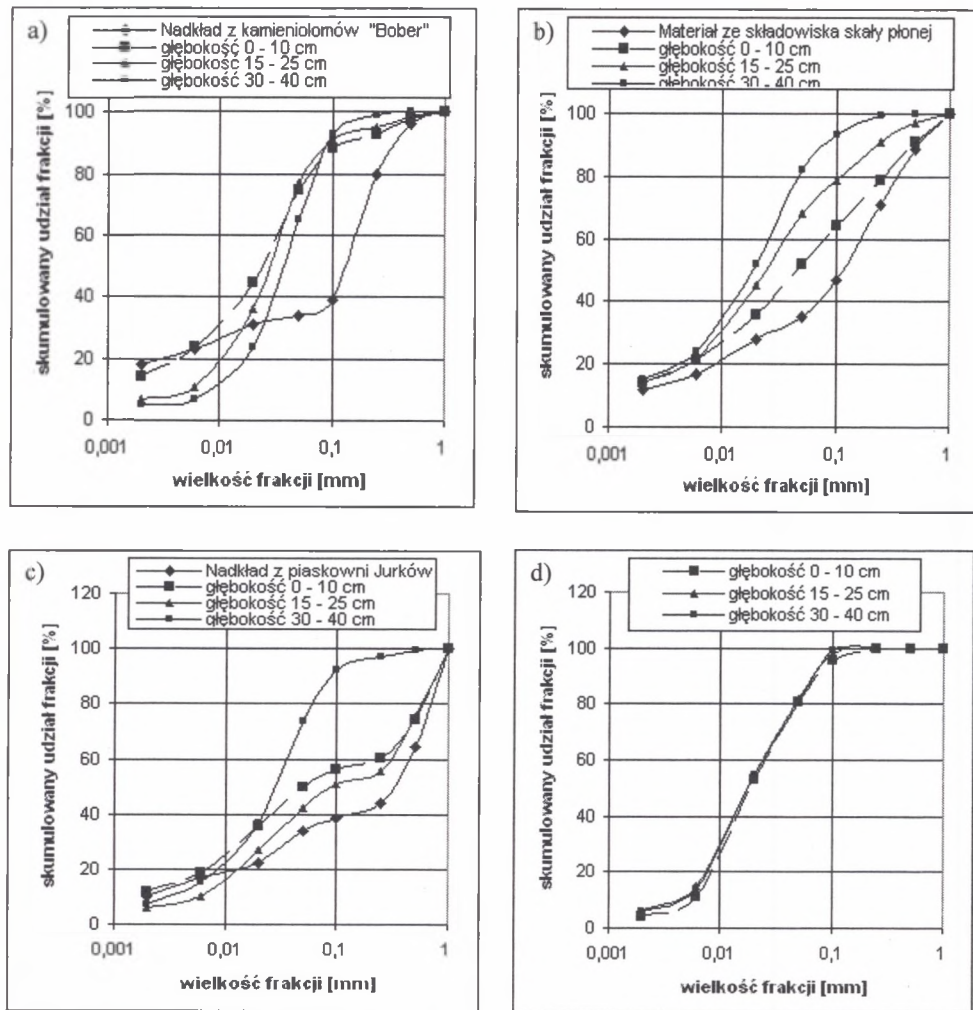 a)
Nadkład z kamieniolomów "Bober"
głębokość 0 - 10 cm
głębokość 15 - 25 cm
głębokość 30 - 40 cm
skumulowany udział frakcji [%]
100
80
60
40
20
0
0,001
0,01
0,1
1
wielkość frakcji [mm]
b)
Materiał ze składowiska skały płonej
głębokość 0 - 10 cm
głębokość 15 - 25 cm
głębokość 30 - 40 cm
skumulowany udział frakcji [%]
100
80
60
40
20
0
0,001
0,01
0,1
1
wielkość frakcji [mm]
c)
Nadkład z piaskowni Jurków
głębokość 0 - 10 cm
głębokość 15 - 25 cm
głębokość 30 - 40 cm
skumulowany udział frakcji [%]
120
100
80
60
40
20
0
0,001
0,01
0,1
1
wielkość frakcji [mm]
d)
głębokość 0 - 10 cm
głębokość 15 - 25 cm
głębokość 30 - 40 cm
skumulowany udział frakcji [%]
120
100
80
60
40
20
0
0,001
0,01
0,1
1
wielkość frakcji [mm]